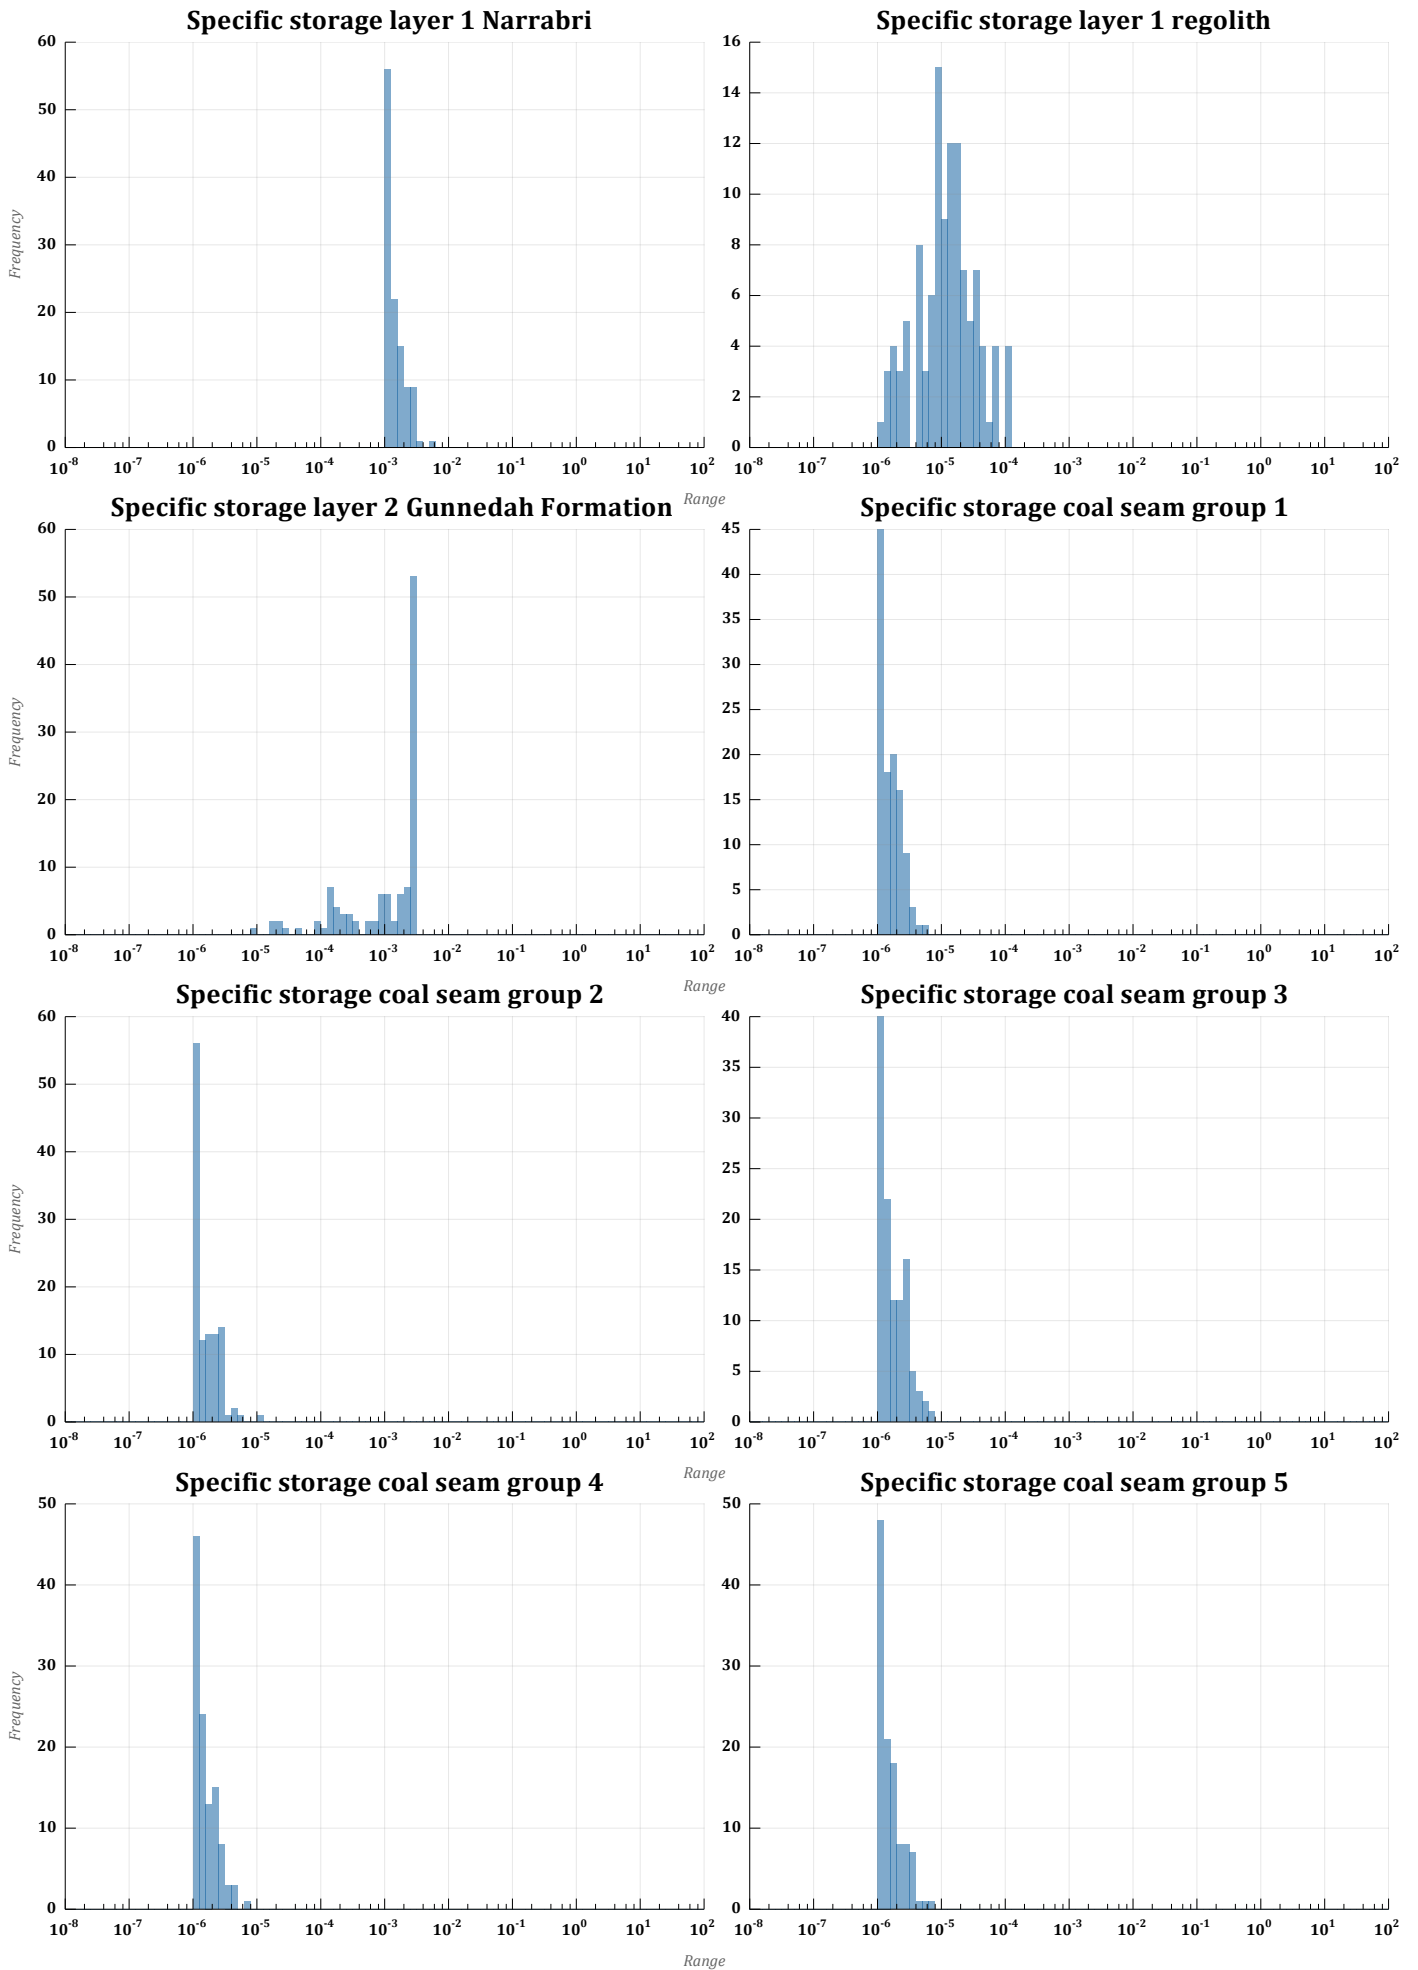 Specific storage layer 1 Narrabri
60
50
40
30
20
10
0
Frequency
10-8 10-7 10-6 10-5 10-4 10-3 10-2 10-1 100 101 102
Specific storage layer 1 regolith
16
14
12
10
8
6
4
2
0
10-8 10-7 10-6 10-5 10-4 10-3 10-2 10-1 100 101 102
Range
Specific storage layer 2 Gunnedah Formation
60
50
40
30
20
10
0
Frequency
10-8 10-7 10-6 10-5 10-4 10-3 10-2 10-1 100 101 102
Specific storage coal seam group 1
45
40
35
30
25
20
15
10
5
0
10-8 10-7 10-6 10-5 10-4 10-3 10-2 10-1 100 101 102
Range
Specific storage coal seam group 2
60
50
40
30
20
10
0
Frequency
10-8 10-7 10-6 10-5 10-4 10-3 10-2 10-1 100 101 102
Specific storage coal seam group 3
40
35
30
25
20
15
10
5
0
10-8 10-7 10-6 10-5 10-4 10-3 10-2 10-1 100 101 102
Range
Specific storage coal seam group 4
50
40
30
20
10
0
Frequency
10-8 10-7 10-6 10-5 10-4 10-3 10-2 10-1 100 101 102
Specific storage coal seam group 5
50
40
30
20
10
0
10-8 10-7 10-6 10-5 10-4 10-3 10-2 10-1 100 101 102
Range